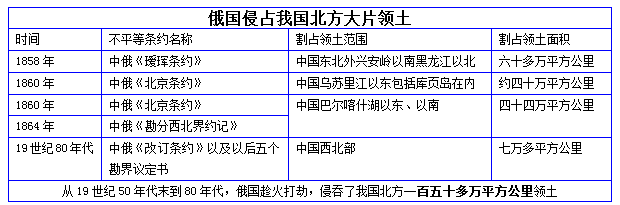 俄国侵占我国北方大片领土
时间 不平等条约名称 割占领土范围 割占领土面积
1858 年 中俄《瑷珲条约》 中国东北外兴安岭以南黑龙江以北 六十多万平方公里
1860 年 中俄《北京条约》 中国乌苏里江以东包括库页岛在内 约四十万平方公里
1860 年 中俄《北京条约》 中国巴尔喀什湖以东、以南 四十四万平方公里
1864 年 中俄《勘分西北界约记》
19 世纪 80 年代 中俄《改订条约》以及以后五个 中国西北部 七万多平方公里
勘界议定书
从 19 世纪 50 年代末到 80 年代，俄国趁火打劫，侵吞了我国北方一百五十多万平方公里领土